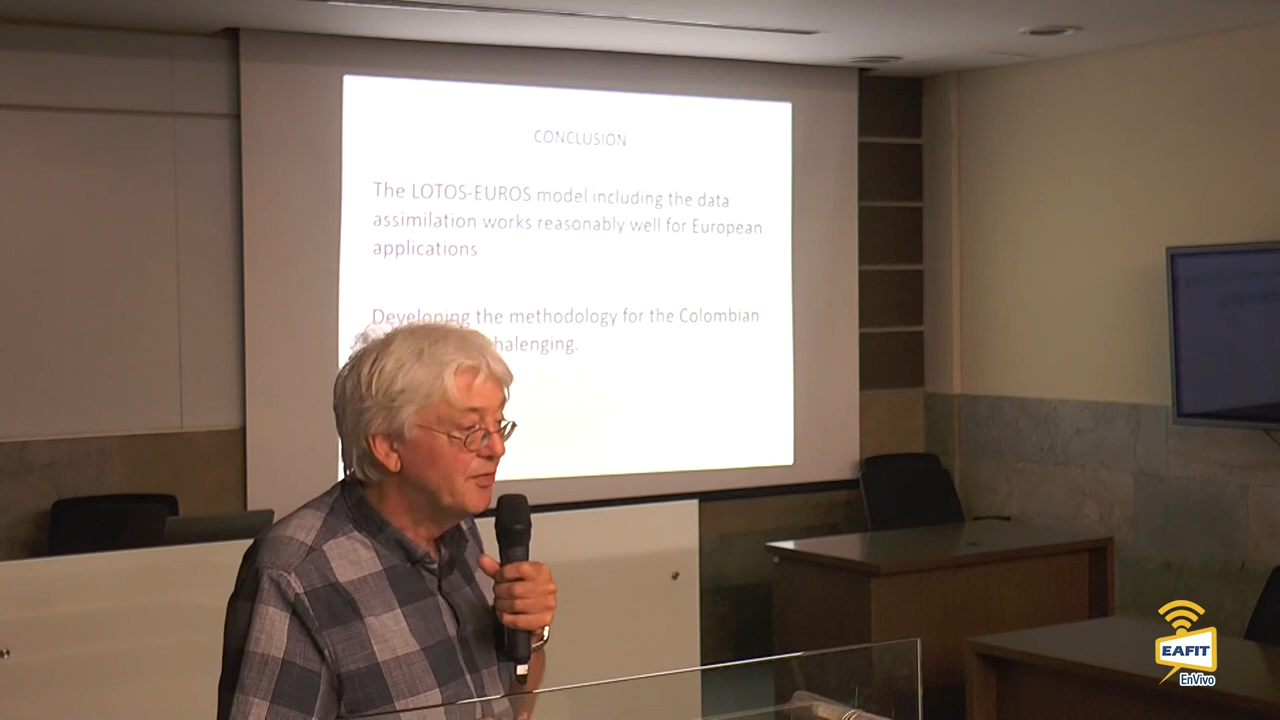 CONCLUSION
The LOTOS-EUROS model including the data
assimilation works reasonably well for European
applications
Developing the methodology for the Colombian
halenging.
EAFIT
EnVivo